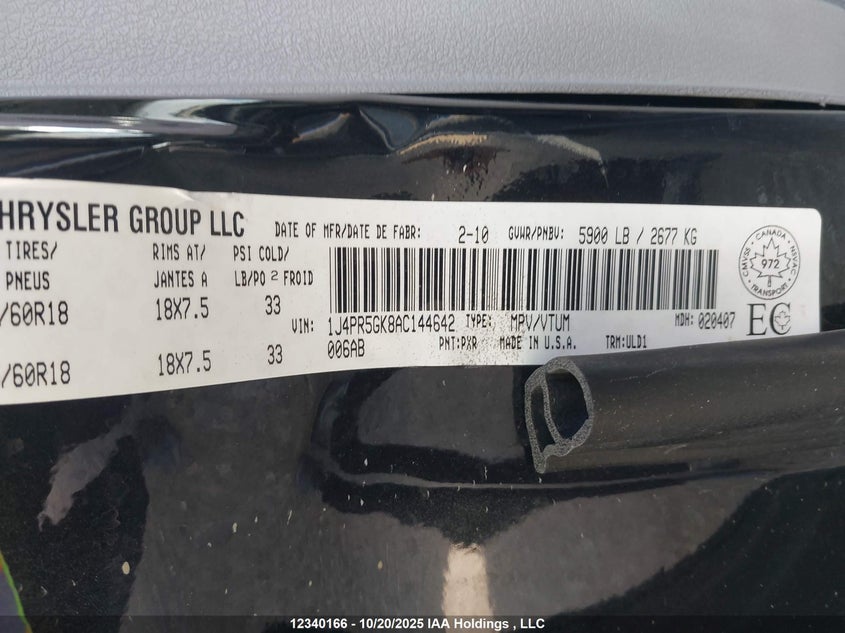 HRYSLER GROUP LLC
DATE OF MFR/DATE DE FABR: 2-10 GVWR/PNBV: 5900 LB / 2677 KG
TIRES/ RIMS AT/ PSI COLD/
PNEUS JANTES A LB/PO 2 FROID
/60R18 18X7.5 33
VIN: 1J4PR5GK8AC144642 TYPE: MPV/VTUM MDH: 020407
006AB PNT:PXR MADE IN U.S.A. TRM:ULD1
/60R18 18X7.5 33
CANADA
CMVSS 972 NSVAC
TRANSPORT
EC
12340166 - 10/20/2025 IAA Holdings , LLC